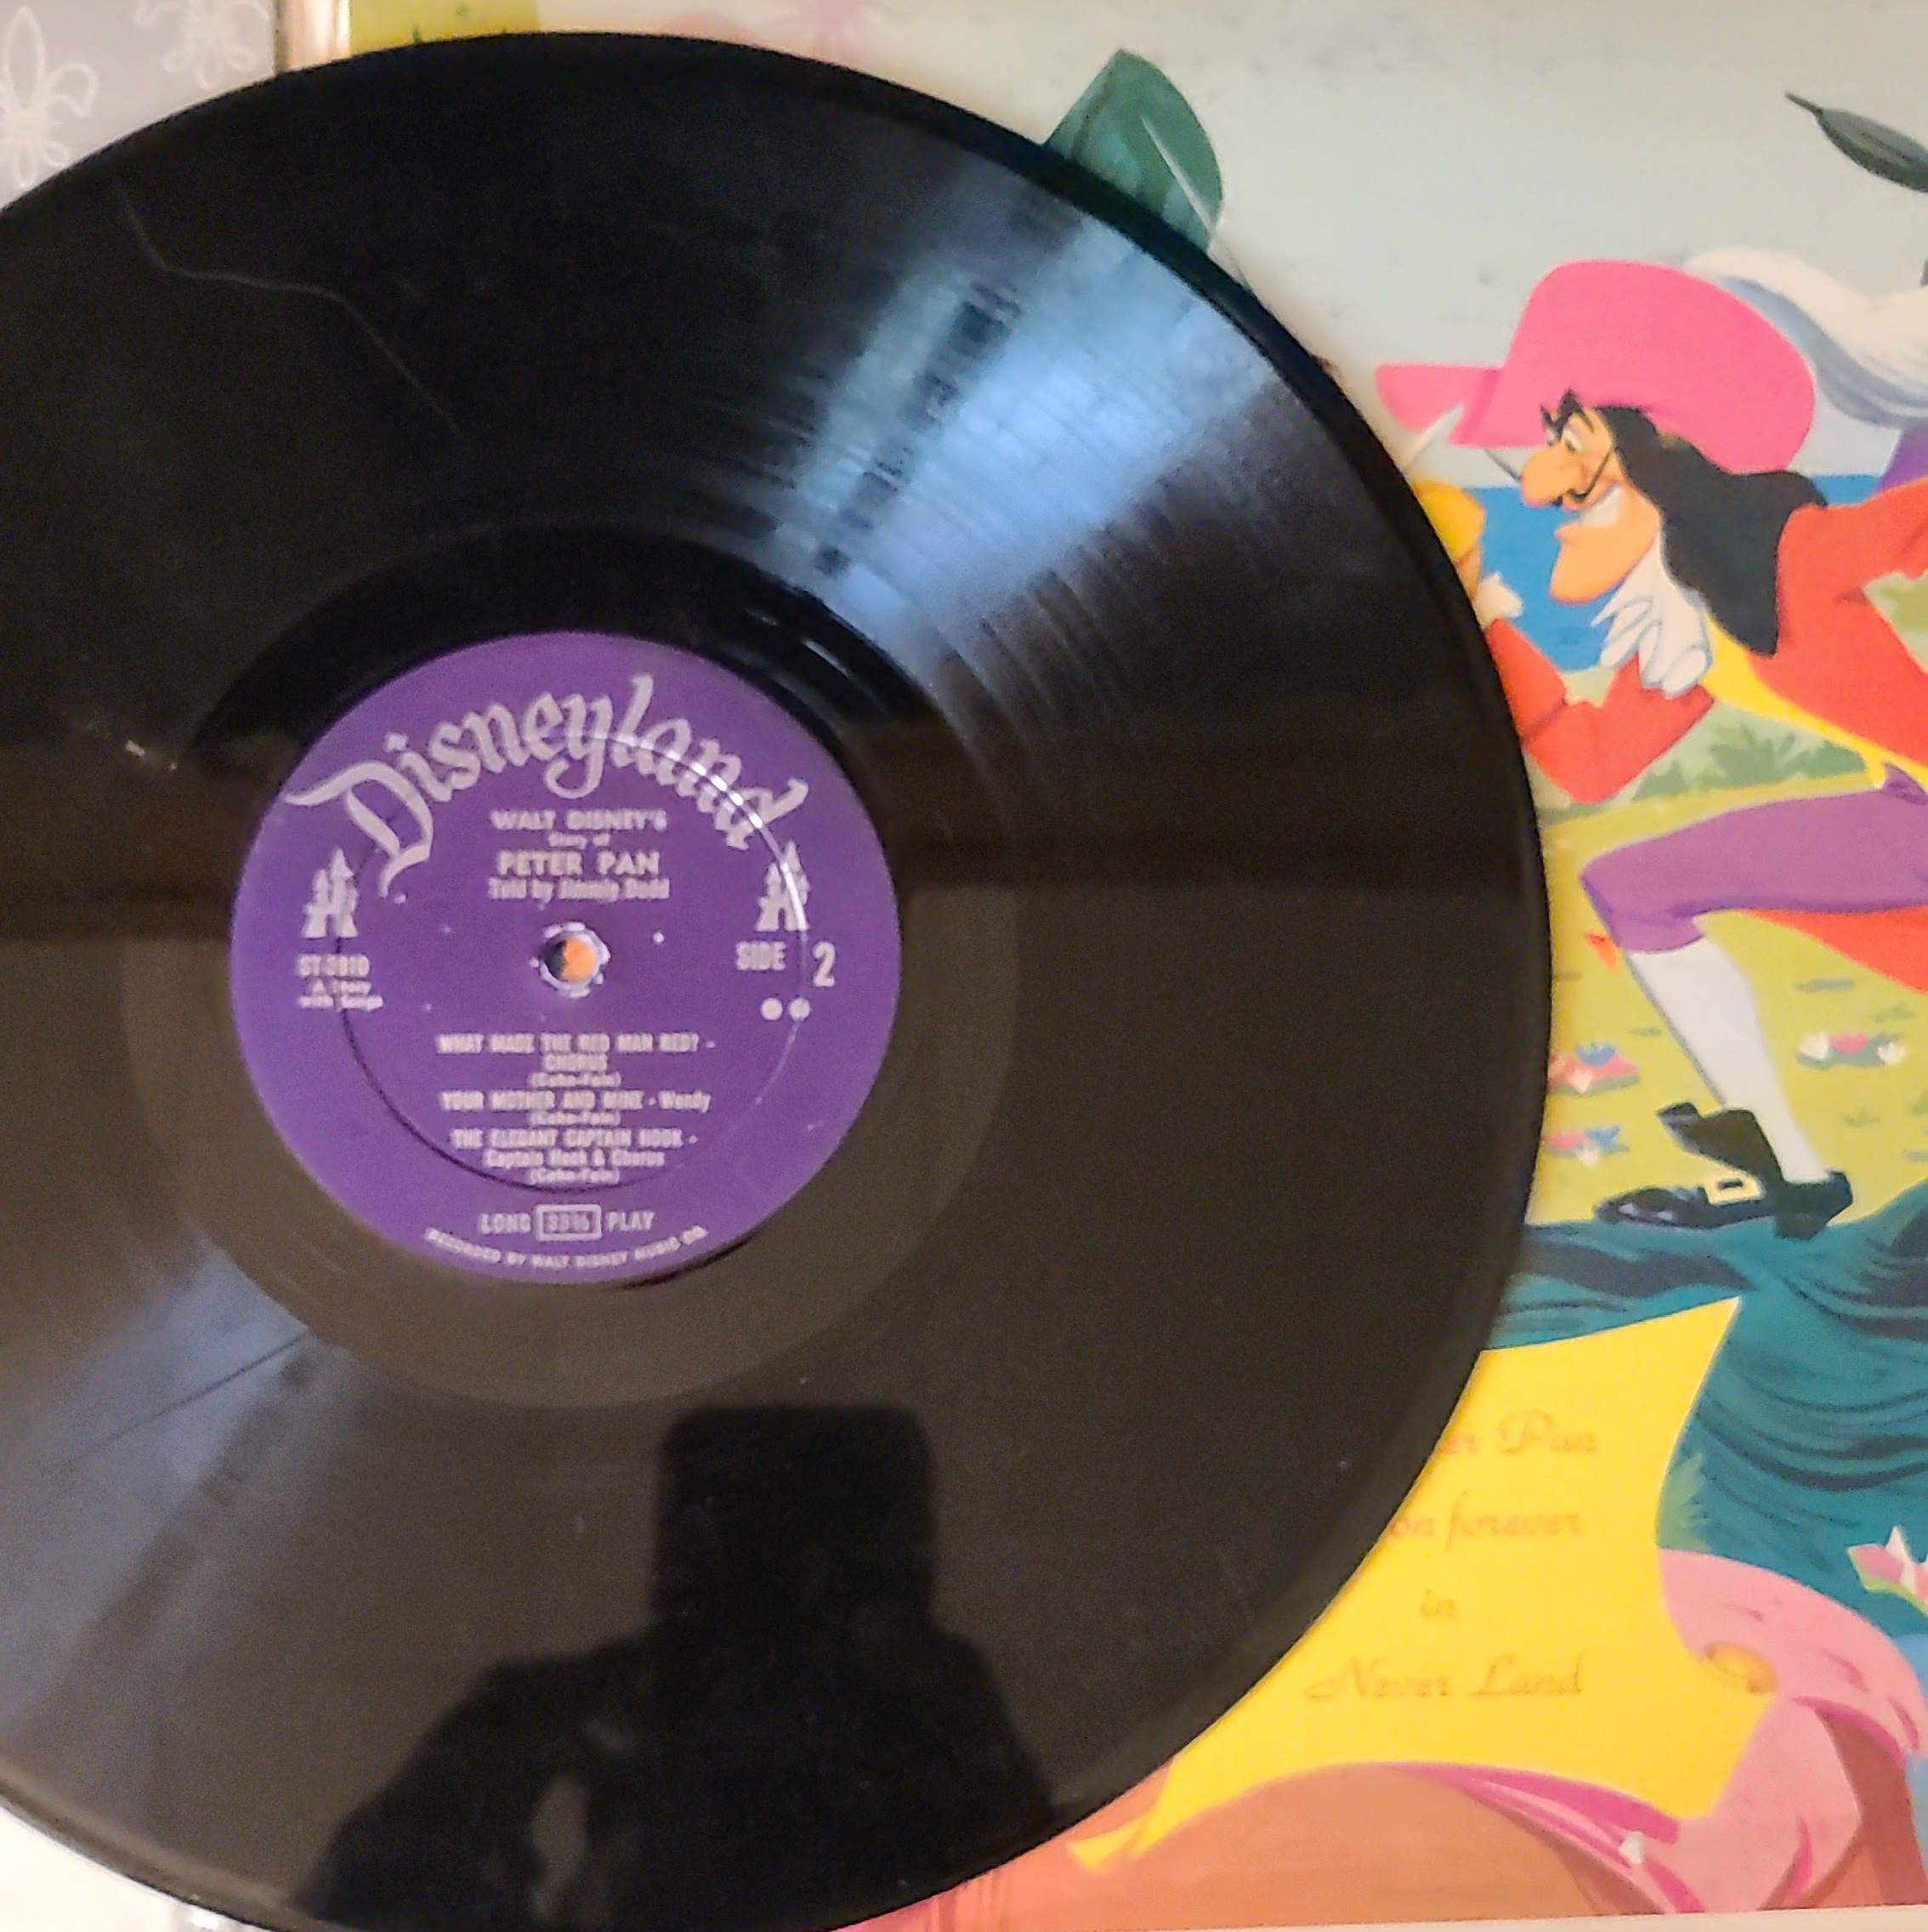 Disneyland
WALT DISNEY'S
Story of
PETER PAN
Told by Jimmie Dodd
ST-3910
A Story
with Songs
SIDE 2
WHAT MADE THE RED MAN RED? -
CHORUS
(Cahn-Fain)
YOUR MOTHER AND MINE - Wendy
(Cahn-Fain)
THE ELEGANT CAPTAIN HOOK -
Captain Hook & Chorus
(Cahn-Fain)
LONG 33⅓ PLAY
RECORDED BY WALT DISNEY MUSIC CO.
Pan
forever
in
Never Land